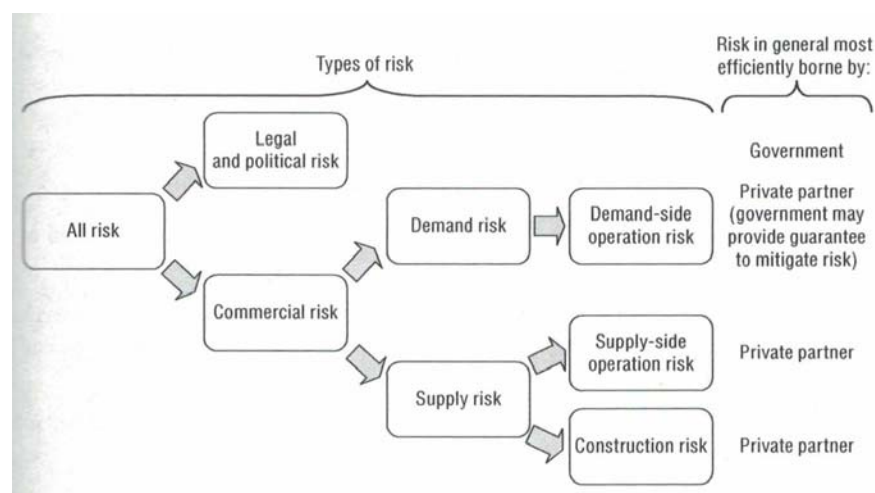 Types of risk
Risk in general most
efficiently borne by:
Legal
and political risk
Government
All risk
Demand risk
Demand-side
operation risk
Private partner
(government may
provide guarantee
to mitigate risk)
Commercial risk
Supply-side
operation risk
Private partner
Supply risk
Construction risk
Private partner